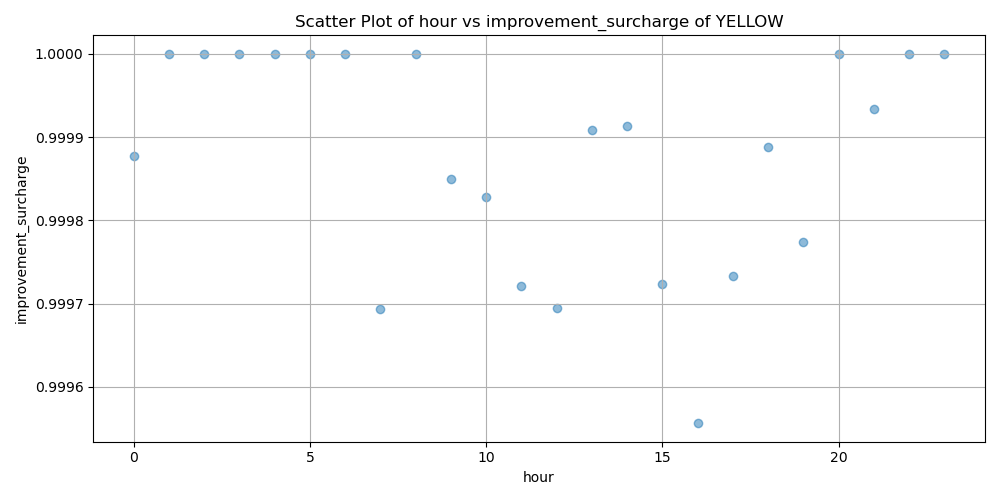 Scatter Plot of hour vs improvement_surcharge of YELLOW
1.0000
0.9999
0.9998
0.9997
0.9996
improvement_surcharge
0 5 10 15 20
hour